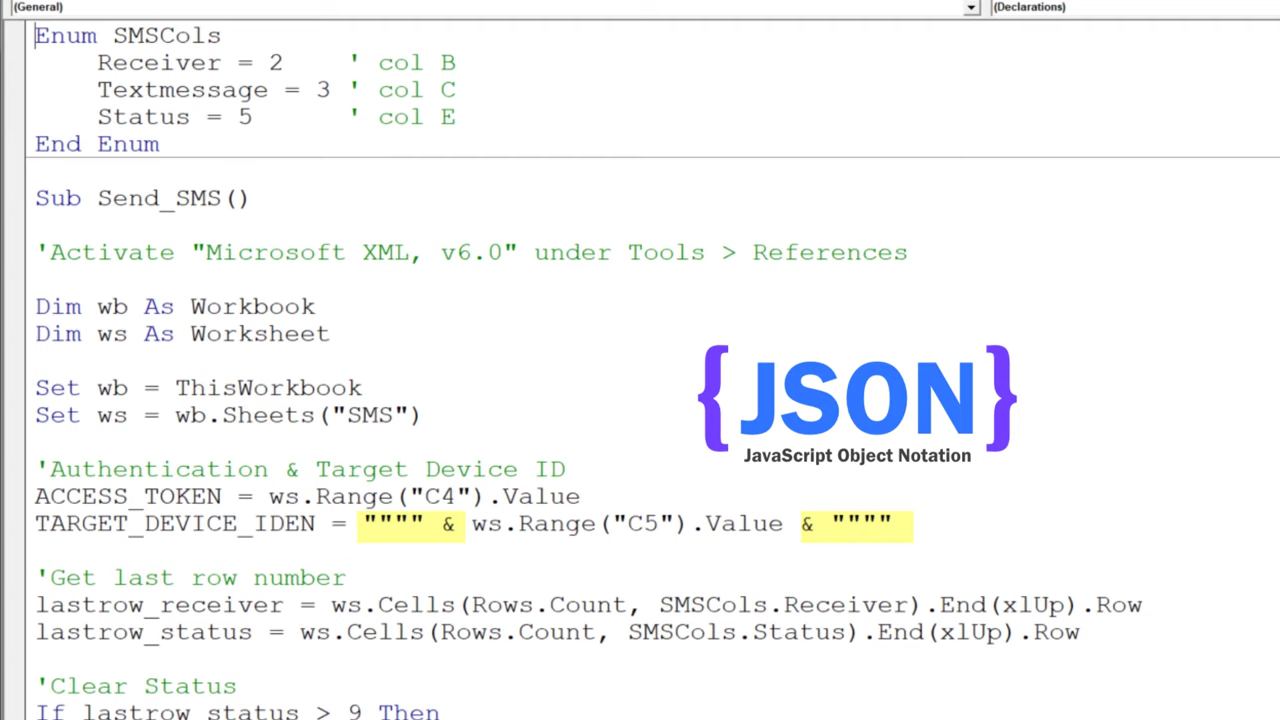 (General)
(Declarations)
Enum SMSCols
Receiver = 2 ' col B
Textmessage = 3 ' col C
Status = 5 ' col E
End Enum
Sub Send_SMS()
'Activate "Microsoft XML, v6.0" under Tools > References
Dim wb As Workbook
Dim ws As Worksheet
Set wb = ThisWorkbook
Set ws = wb.Sheets("SMS")
{JSON}
JavaScript Object Notation
'Authentication & Target Device ID
ACCESS_TOKEN = ws.Range("C4").Value
TARGET_DEVICE_IDEN = """" & ws.Range("C5").Value & """"
'Get last row number
lastrow_receiver = ws.Cells(Rows.Count, SMSCols.Receiver).End(xlUp).Row
lastrow_status = ws.Cells(Rows.Count, SMSCols.Status).End(xlUp).Row
'Clear Status
If lastrow_status > 9 Then